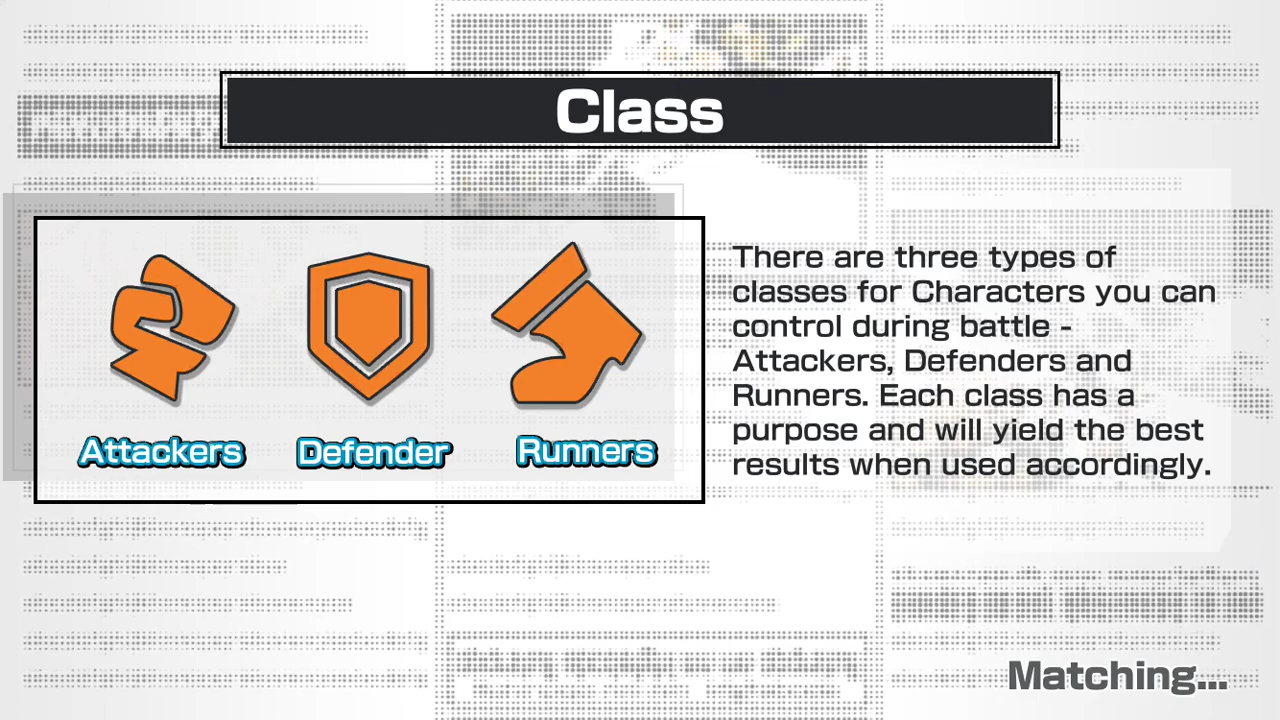 Class
Attackers
Defender
Runners
There are three types of
classes for Characters you can
control during battle -
Attackers, Defenders and
Runners. Each class has a
purpose and will yield the best
results when used accordingly.
Matching...